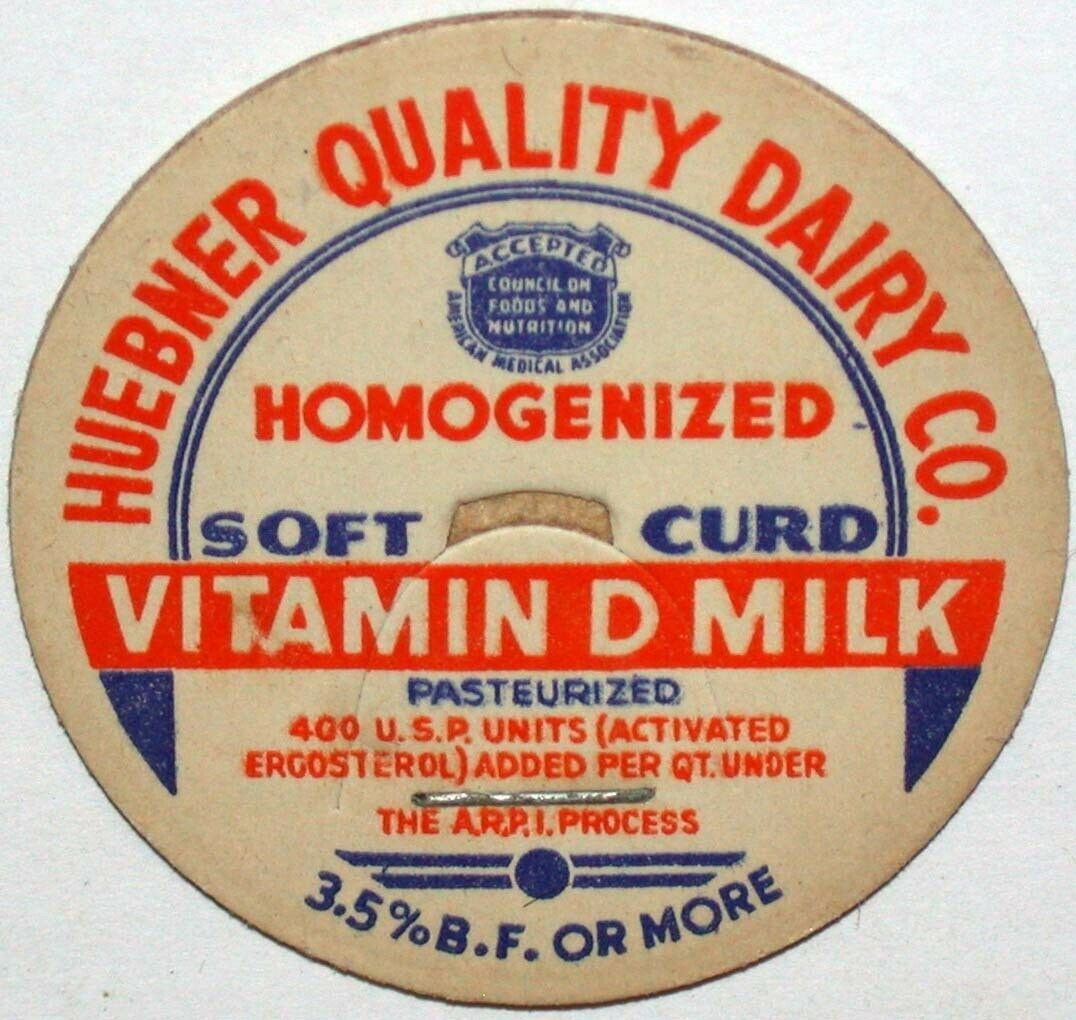 HUEBNER QUALITY DAIRY CO.
ACCEPTED
COUNCIL ON
FOODS AND
NUTRITION
AMERICAN MEDICAL ASSOCIATION
HOMOGENIZED
SOFT CURD
VITAMIN D MILK
PASTEURIZED
400 U.S.P. UNITS (ACTIVATED
ERGOSTEROL) ADDED PER QT. UNDER
THE A.R.P.I. PROCESS
3.5% B.F. OR MORE